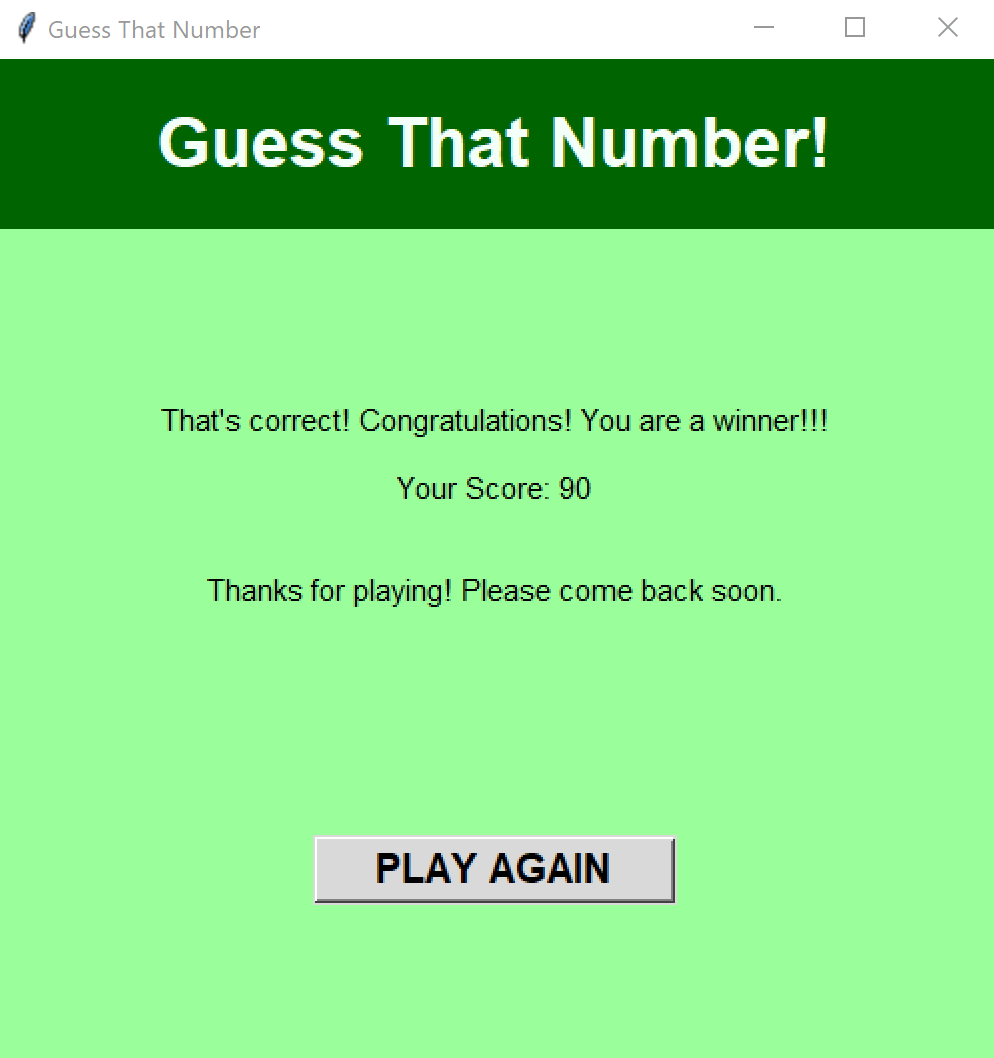 Guess That Number
Guess That Number!
That's correct! Congratulations! You are a winner!!!
Your Score: 90
Thanks for playing! Please come back soon.
PLAY AGAIN